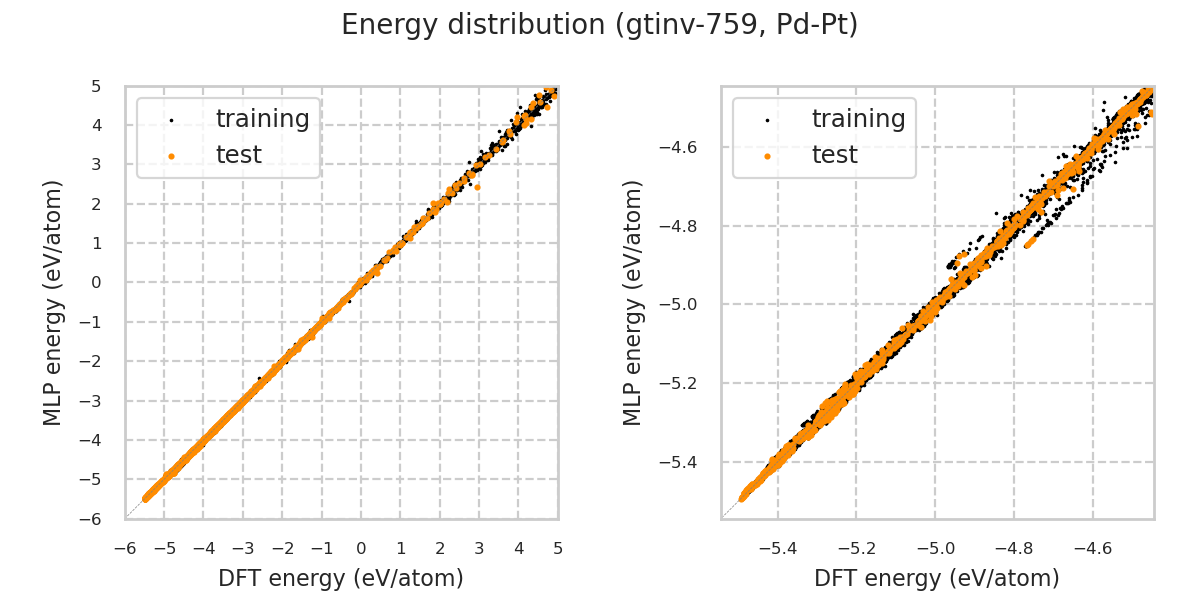 Energy distribution (gtinv-759, Pd-Pt)
MLP energy (eV/atom)
5
4
3
2
1
0
−1
−2
−3
−4
−5
−6
training
test
−6 −5 −4 −3 −2 −1 0 1 2 3 4 5
DFT energy (eV/atom)
MLP energy (eV/atom)
−4.6
−4.8
−5.0
−5.2
−5.4
training
test
−5.4 −5.2 −5.0 −4.8 −4.6
DFT energy (eV/atom)